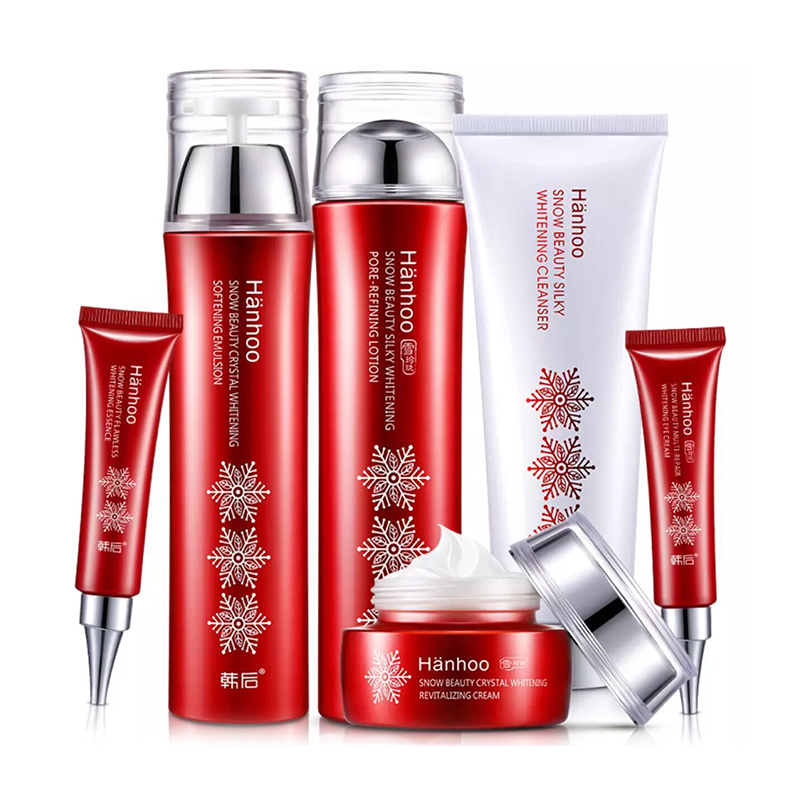 Hänhoo
SNOW BEAUTY FLAWLESS
WHITENING ESSENCE
韩后®
Hänhoo
SNOW BEAUTY CRYSTAL WHITENING
SOFTENING EMULSION
韩后®
Hänhoo
SNOW BEAUTY SILKY WHITENING
PORE-REFINING LOTION
Hänhoo
SNOW BEAUTY SILKY
WHITENING CLEANSER
Hänhoo
SNOW BEAUTY CRYSTAL WHITENING
REVITALIZING CREAM
Hänhoo
SNOW BEAUTY MULTI-REPAIR
WHITENING EYE CREAM
韩后®